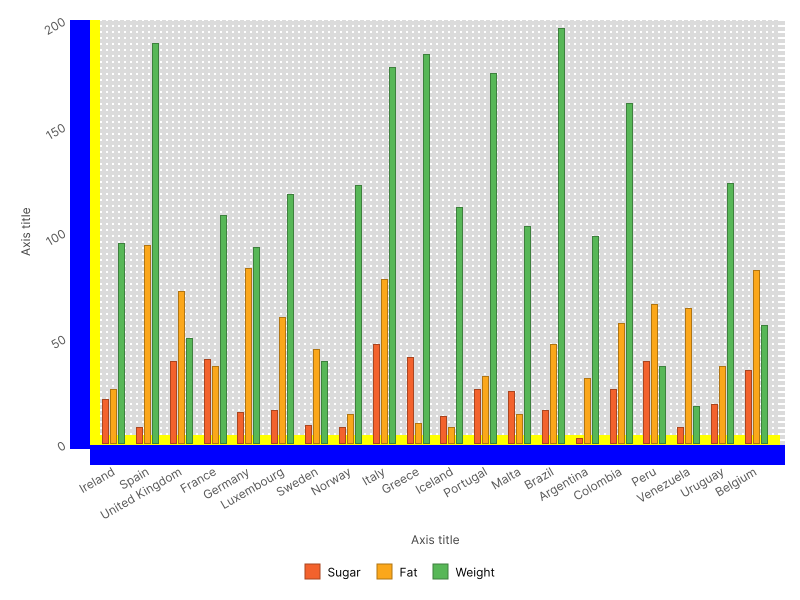 200
150
100
50
0
Axis title
Ireland
Spain
United Kingdom
France
Germany
Luxembourg
Sweden
Norway
Italy
Greece
Iceland
Portugal
Malta
Brazil
Argentina
Colombia
Peru
Venezuela
Uruguay
Belgium
Axis title
Sugar Fat Weight